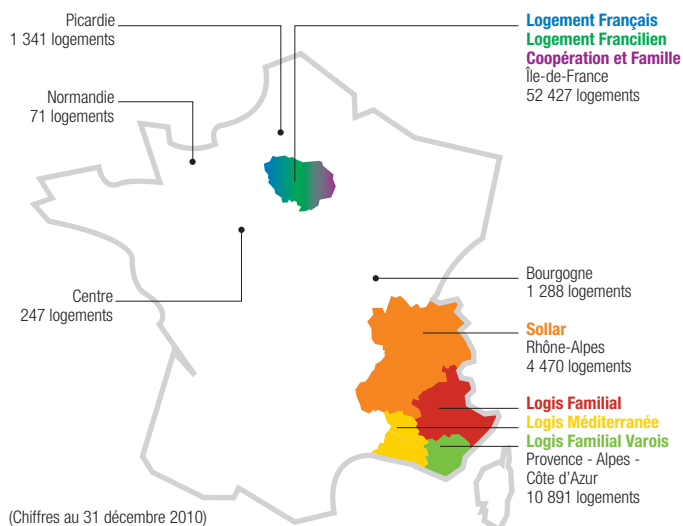 Picardie
1 341 logements
Normandie
71 logements
Centre
247 logements
Logement Français
Logement Francilien
Coopération et Famille
Île-de-France
52 427 logements
Bourgogne
1 288 logements
Sollar
Rhône-Alpes
4 470 logements
Logis Familial
Logis Méditerranée
Logis Familial Varois
Provence - Alpes -
Côte d'Azur
10 891 logements
(Chiffres au 31 décembre 2010)